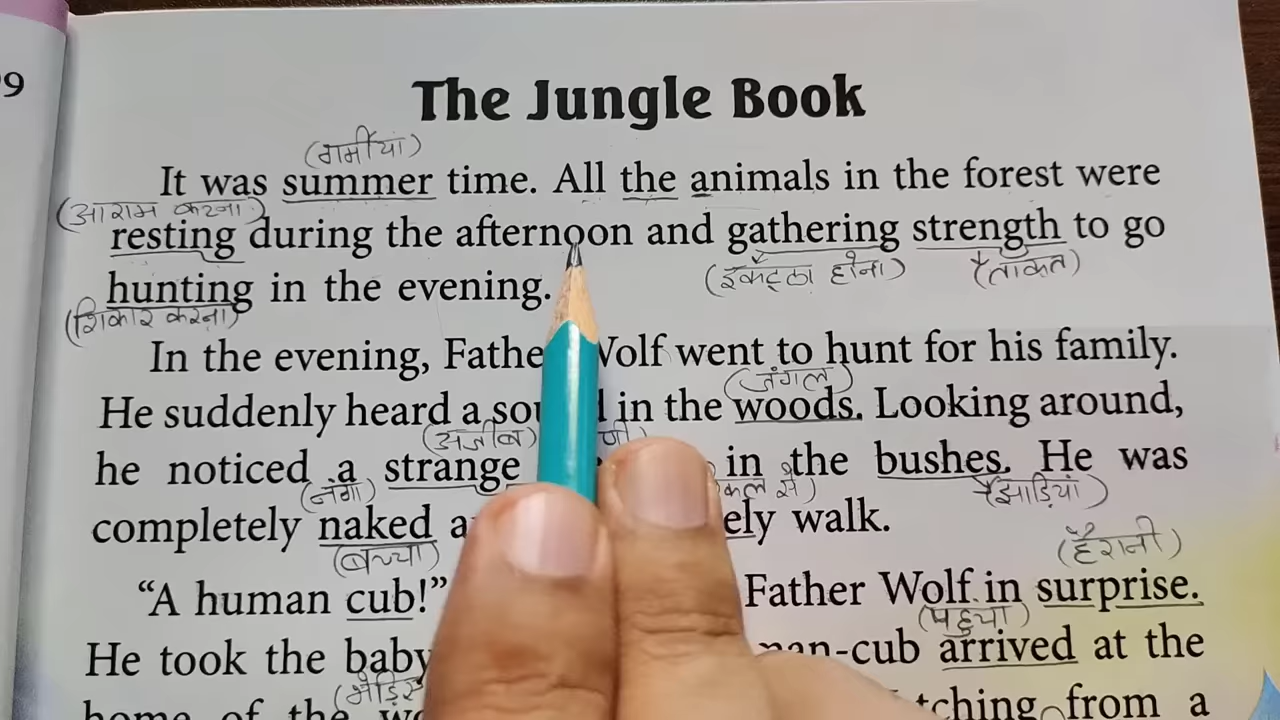 9
The Jungle Book
(गर्मीया)
It was summer time. All the animals in the forest were
(आराम करना)
resting during the afternoon and gathering strength to go
(इकट्ठा होना) (ताकत)
hunting in the evening.
(शिकार करना)
In the evening, Father Wolf went to hunt for his family.
(जंगल)
He suddenly heard a in the woods. Looking around,
(अजीब)
he noticed a strange in the bushes. He was
(नंगा) (झाड़ियां)
completely naked walk.
(बच्चा) (हैरानी)
“A human cub!” Father Wolf in surprise.
(पहुचा)
He took the baby man-cub arrived at the
home of the from a